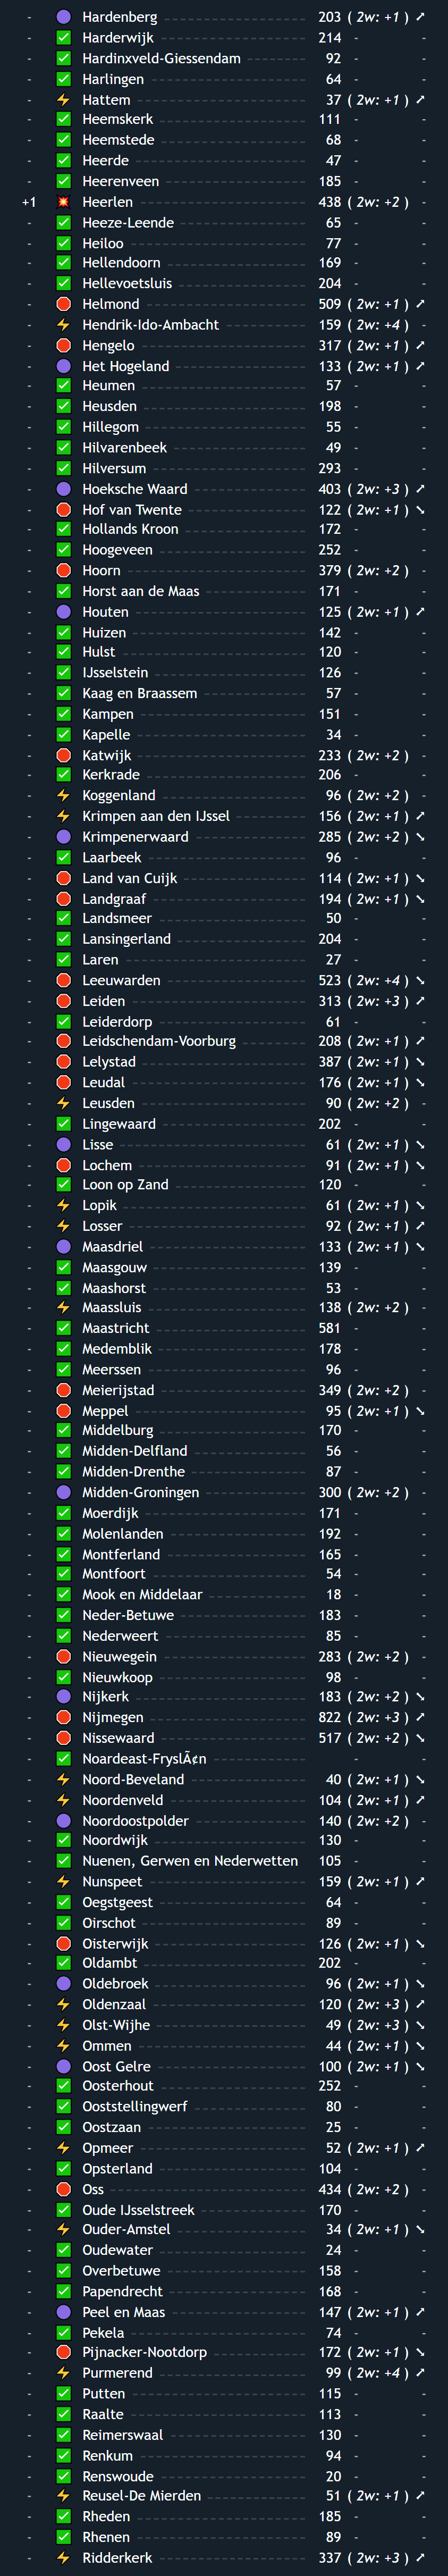 - Hardenberg 203 ( 2w: +1 ) ↗
- Harderwijk 214 - -
- Hardinxveld-Giessendam 92 - -
- Harlingen 64 - -
- Hattem 37 ( 2w: +1 ) ↗
- Heemskerk 111 - -
- Heemstede 68 - -
- Heerde 47 - -
- Heerenveen 185 - -
+1 Heerlen 438 ( 2w: +2 ) -
- Heeze-Leende 65 - -
- Heiloo 77 - -
- Hellendoorn 169 - -
- Hellevoetsluis 204 - -
- Helmond 509 ( 2w: +1 ) ↗
- Hendrik-Ido-Ambacht 159 ( 2w: +4 ) -
- Hengelo 317 ( 2w: +1 ) ↗
- Het Hogeland 133 ( 2w: +1 ) ↗
- Heumen 57 - -
- Heusden 198 - -
- Hillegom 55 - -
- Hilvarenbeek 49 - -
- Hilversum 293 - -
- Hoeksche Waard 403 ( 2w: +3 ) ↗
- Hof van Twente 122 ( 2w: +1 ) ↘
- Hollands Kroon 172 - -
- Hoogeveen 252 - -
- Hoorn 379 ( 2w: +2 ) -
- Horst aan de Maas 171 - -
- Houten 125 ( 2w: +1 ) ↗
- Huizen 142 - -
- Hulst 120 - -
- IJsselstein 126 - -
- Kaag en Braassem 57 - -
- Kampen 151 - -
- Kapelle 34 - -
- Katwijk 233 ( 2w: +2 ) -
- Kerkrade 206 - -
- Koggenland 96 ( 2w: +2 ) -
- Krimpen aan den IJssel 156 ( 2w: +1 ) ↗
- Krimpenerwaard 285 ( 2w: +2 ) ↘
- Laarbeek 96 - -
- Land van Cuijk 114 ( 2w: +1 ) ↘
- Landgraaf 194 ( 2w: +1 ) ↘
- Landsmeer 50 - -
- Lansingerland 204 - -
- Laren 27 - -
- Leeuwarden 523 ( 2w: +4 ) ↘
- Leiden 313 ( 2w: +3 ) ↗
- Leiderdorp 61 - -
- Leidschendam-Voorburg 208 ( 2w: +1 ) ↗
- Lelystad 387 ( 2w: +1 ) ↘
- Leudal 176 ( 2w: +1 ) ↘
- Leusden 90 ( 2w: +2 ) -
- Lingewaard 202 - -
- Lisse 61 ( 2w: +1 ) ↘
- Lochem 91 ( 2w: +1 ) ↘
- Loon op Zand 120 - -
- Lopik 61 ( 2w: +1 ) ↘
- Losser 92 ( 2w: +1 ) ↗
- Maasdriel 133 ( 2w: +1 ) ↘
- Maasgouw 139 - -
- Maashorst 53 - -
- Maassluis 138 ( 2w: +2 ) -
- Maastricht 581 - -
- Medemblik 178 - -
- Meerssen 96 - -
- Meierijstad 349 ( 2w: +2 ) -
- Meppel 95 ( 2w: +1 ) ↘
- Middelburg 170 - -
- Midden-Delfland 56 - -
- Midden-Drenthe 87 - -
- Midden-Groningen 300 ( 2w: +2 ) -
- Moerdijk 171 - -
- Molenlanden 192 - -
- Montferland 165 - -
- Montfoort 54 - -
- Mook en Middelaar 18 - -
- Neder-Betuwe 183 - -
- Nederweert 85 - -
- Nieuwegein 283 ( 2w: +2 ) -
- Nieuwkoop 98 - -
- Nijkerk 183 ( 2w: +2 ) ↘
- Nijmegen 822 ( 2w: +3 ) ↗
- Nissewaard 517 ( 2w: +2 ) ↘
- Noardeast-FryslÃ¢n - - -
- Noord-Beveland 40 ( 2w: +1 ) ↘
- Noordenveld 104 ( 2w: +1 ) ↗
- Noordoostpolder 140 ( 2w: +2 ) -
- Noordwijk 130 - -
- Nuenen, Gerwen en Nederwetten 105 - -
- Nunspeet 159 ( 2w: +1 ) ↗
- Oegstgeest 64 - -
- Oirschot 89 - -
- Oisterwijk 126 ( 2w: +1 ) ↘
- Oldambt 202 - -
- Oldebroek 96 ( 2w: +1 ) ↘
- Oldenzaal 120 ( 2w: +3 ) ↗
- Olst-Wijhe 49 ( 2w: +3 ) ↘
- Ommen 44 ( 2w: +1 ) ↘
- Oost Gelre 100 ( 2w: +1 ) ↘
- Oosterhout 252 - -
- Ooststellingwerf 80 - -
- Oostzaan 25 - -
- Opmeer 52 ( 2w: +1 ) ↗
- Opsterland 104 - -
- Oss 434 ( 2w: +2 ) -
- Oude IJsselstreek 170 - -
- Ouder-Amstel 34 ( 2w: +1 ) ↘
- Oudewater 24 - -
- Overbetuwe 158 - -
- Papendrecht 168 - -
- Peel en Maas 147 ( 2w: +1 ) ↗
- Pekela 74 - -
- Pijnacker-Nootdorp 172 ( 2w: +1 ) ↘
- Purmerend 99 ( 2w: +4 ) ↗
- Putten 115 - -
- Raalte 113 - -
- Reimerswaal 130 - -
- Renkum 94 - -
- Renswoude 20 - -
- Reusel-De Mierden 51 ( 2w: +1 ) ↗
- Rheden 185 - -
- Rhenen 89 - -
- Ridderkerk 337 ( 2w: +3 ) ↗